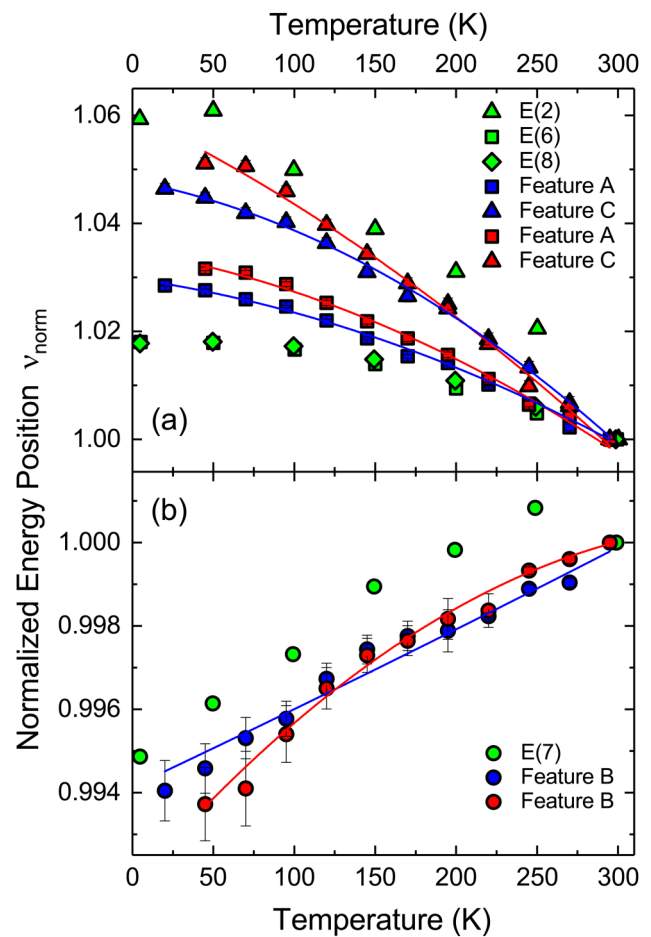 Temperature (K)
0 50 100 150 200 250 300
1.06
1.04
1.02
1.00
E(2)
E(6)
E(8)
Feature A
Feature C
Feature A
Feature C
(a)
Normalized Energy Position ν_norm
(b)
1.000
0.998
0.996
0.994
E(7)
Feature B
Feature B
0 50 100 150 200 250 300
Temperature (K)